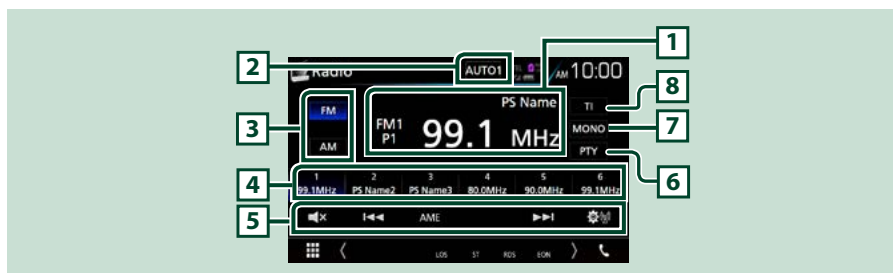 1
2
Radio
AUTO1
AM 10:00
8
PS Name
TI
3
FM
FM1
P1
99.1 MHz
MONO
7
AM
PTY
6
4
1 2 3 4 5 6
99.1MHz PS Name2 PS Name3 80.0MHz 90.0MHz 99.1MHz
5
AME
LOS ST RDS EON